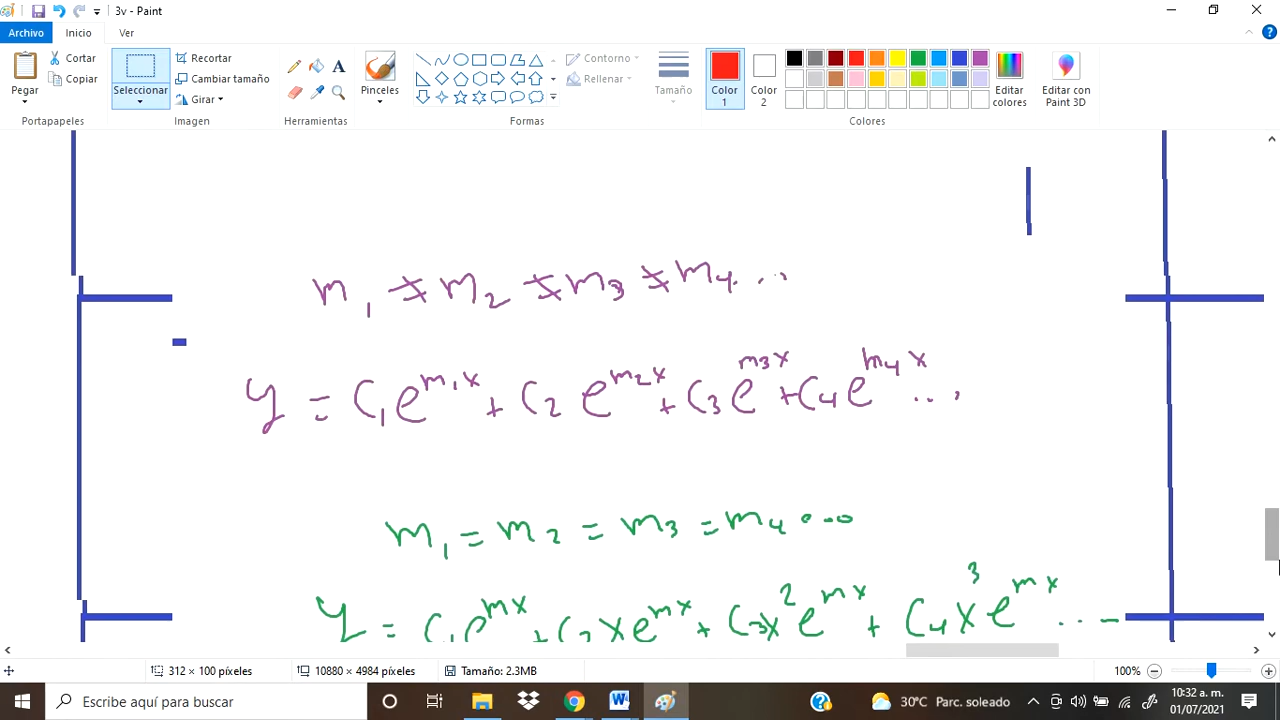 3v - Paint
Archivo Inicio Ver
Pegar Cortar Copiar
Seleccionar Recortar Cambiar tamaño Girar
Pinceles
Contorno Rellenar
Tamaño
Color 1 Color 2
Editar colores
Editar con Paint 3D
Portapapeles Imagen Herramientas Formas Colores
m₁ ≠ m₂ ≠ m₃ ≠ m₄ ...
y = C₁e^{m₁x} + C₂e^{m₂x} + C₃e^{m₃x} + C₄e^{m₄x} ...
m₁ = m₂ = m₃ = m₄ ...
y = C₁e^{mx} + C₂xe^{mx} + C₃x²e^{mx} + C₄x³e^{mx} ...
312 × 100 píxeles 10880 × 4984 píxeles Tamaño: 2.3MB 100%
Escribe aquí para buscar 30°C Parc. soleado 10:32 a. m.
01/07/2021